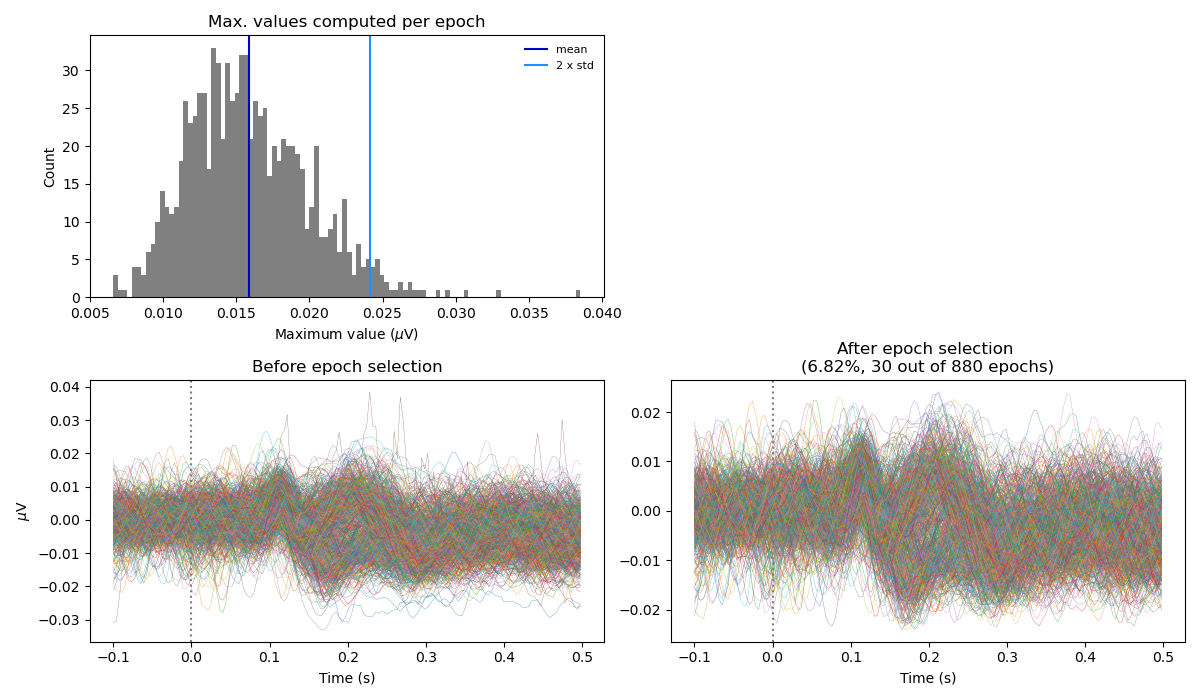 Max. values computed per epoch
mean
2 x std
Count
30
25
20
15
10
5
0
0.005 0.010 0.015 0.020 0.025 0.030 0.035 0.040
Maximum value (μV)
Before epoch selection
μV
0.04
0.03
0.02
0.01
0.00
−0.01
−0.02
−0.03
−0.1 0.0 0.1 0.2 0.3 0.4 0.5
Time (s)
After epoch selection
(6.82%, 30 out of 880 epochs)
0.02
0.01
0.00
−0.01
−0.02
−0.1 0.0 0.1 0.2 0.3 0.4 0.5
Time (s)